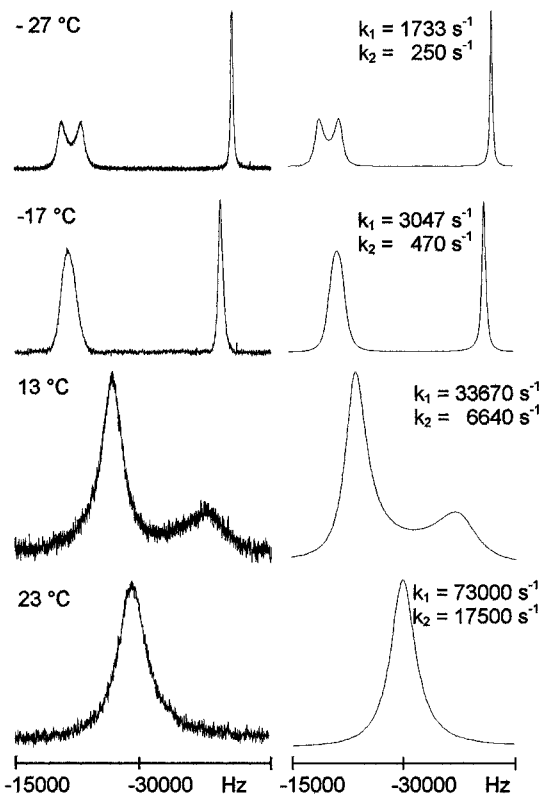 - 27 °C
k₁ = 1733 s⁻¹
k₂ = 250 s⁻¹
-17 °C
k₁ = 3047 s⁻¹
k₂ = 470 s⁻¹
13 °C
k₁ = 33670 s⁻¹
k₂ = 6640 s⁻¹
23 °C
k₁ = 73000 s⁻¹
k₂ = 17500 s⁻¹
-15000 -30000 Hz -15000 -30000 Hz